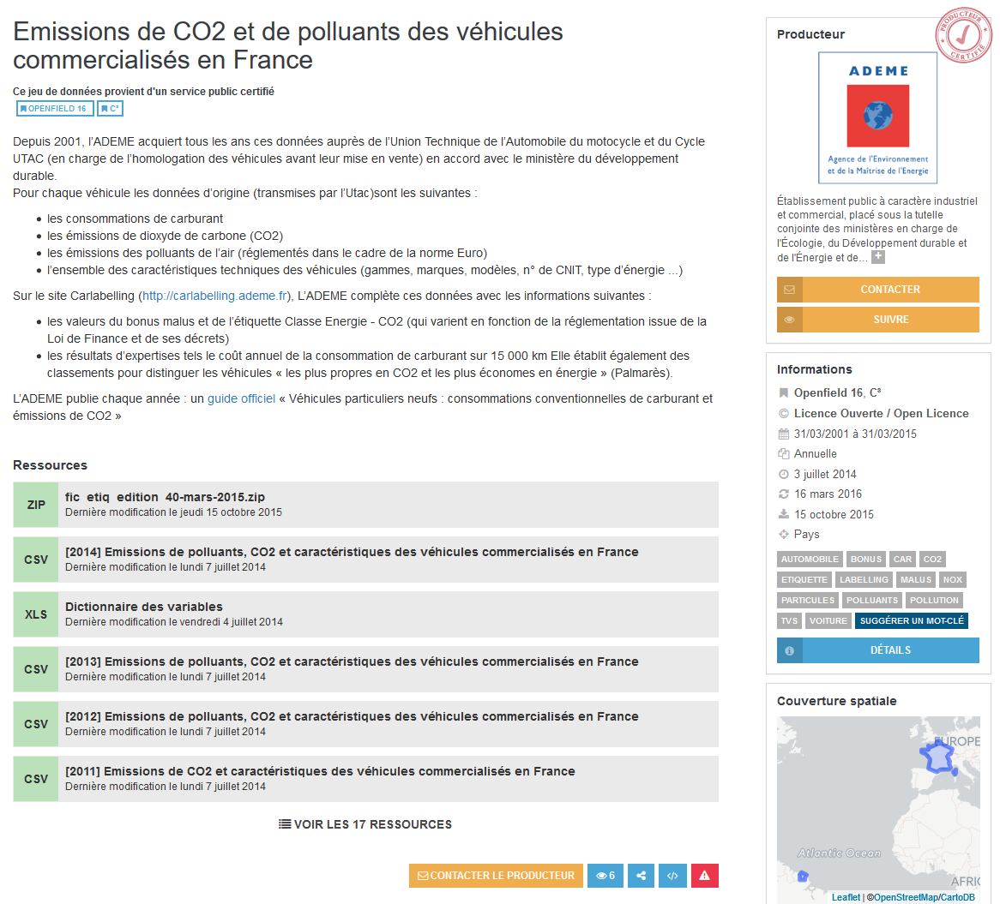 Emissions de CO2 et de polluants des véhicules
commercialisés en France
Ce jeu de données provient d'un service public certifié
OPENFIELD 16 C³
Depuis 2001, l’ADEME acquiert tous les ans ces données auprès de l’Union Technique de l’Automobile du motocycle et du Cycle
UTAC (en charge de l’homologation des véhicules avant leur mise en vente) en accord avec le ministère du développement
durable.
Pour chaque véhicule les données d’origine (transmises par l’Utac)sont les suivantes :
• les consommations de carburant
• les émissions de dioxyde de carbone (CO2)
• les émissions des polluants de l’air (réglementés dans le cadre de la norme Euro)
• l’ensemble des caractéristiques techniques des véhicules (gammes, marques, modèles, n° de CNIT, type d’énergie ...)
Sur le site Carlabelling (http://carlabelling.ademe.fr), L’ADEME complète ces données avec les informations suivantes :
• les valeurs du bonus malus et de l’étiquette Classe Energie - CO2 (qui varient en fonction de la réglementation issue de la
Loi de Finance et de ses décrets)
• les résultats d’expertises tels le coût annuel de la consommation de carburant sur 15 000 km Elle établit également des
classements pour distinguer les véhicules « les plus propres en CO2 et les plus économes en énergie » (Palmarès).
L’ADEME publie chaque année : un guide officiel « Véhicules particuliers neufs : consommations conventionnelles de carburant et
émissions de CO2 »
Ressources
ZIP
fic etiq edition 40-mars-2015.zip
Dernière modification le jeudi 15 octobre 2015
CSV
[2014] Emissions de polluants, CO2 et caractéristiques des véhicules commercialisés en France
Dernière modification le lundi 7 juillet 2014
XLS
Dictionnaire des variables
Dernière modification le vendredi 4 juillet 2014
CSV
[2013] Emissions de polluants, CO2 et caractéristiques des véhicules commercialisés en France
Dernière modification le lundi 7 juillet 2014
CSV
[2012] Emissions de polluants, CO2 et caractéristiques des véhicules commercialisés en France
Dernière modification le lundi 7 juillet 2014
CSV
[2011] Emissions de CO2 et caractéristiques des véhicules commercialisés en France
Dernière modification le lundi 7 juillet 2014
VOIR LES 17 RESSOURCES
CONTACTER LE PRODUCTEUR 6
Producteur
PRODUCTEUR
CERTIFIÉ
ADEME
Agence de l'Environnement
et de la Maîtrise de l'Energie
Établissement public à caractère industriel
et commercial, placé sous la tutelle
conjointe des ministères en charge de
l'Écologie, du Développement durable et
de l'Énergie et de... +
CONTACTER
SUIVRE
Informations
Openfield 16, C³
Licence Ouverte / Open Licence
31/03/2001 à 31/03/2015
Annuelle
3 juillet 2014
16 mars 2016
15 octobre 2015
Pays
AUTOMOBILE BONUS CAR CO2
ETIQUETTE LABELLING MALUS NOX
PARTICULES POLLUANTS POLLUTION
TVS VOITURE SUGGÉRER UN MOT-CLÉ
DÉTAILS
Couverture spatiale
EUROPE
Atlantic Ocean
AFRIC
Leaflet | ©OpenStreetMap/CartoDB